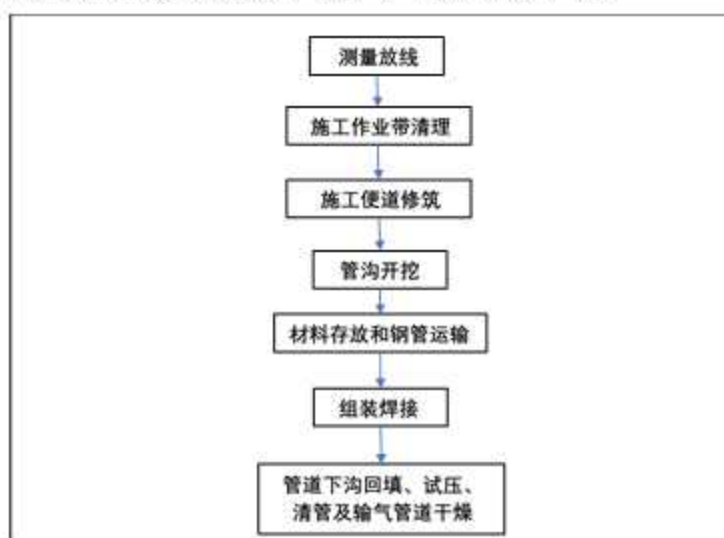 测量放线
施工作业带清理
施工便道修筑
管沟开挖
材料存放和钢管运输
组装焊接
管道下沟回填、试压、
清管及输气管道干燥